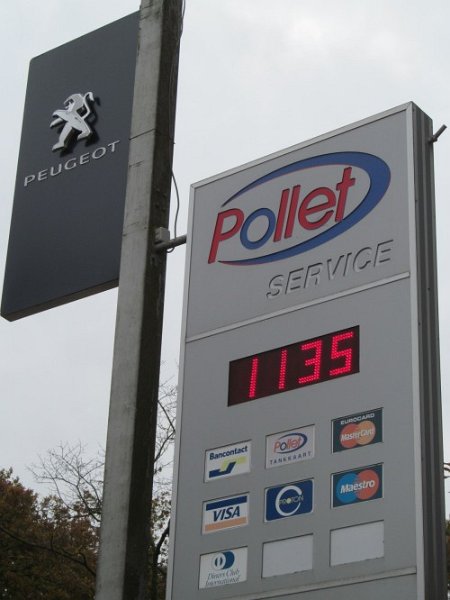 PEUGEOT
Pollet
SERVICE
1135
Bancontact
Pollet
TANKKAART
EUROCARD
MasterCard
VISA
PROTON
Maestro
Diners Club
International